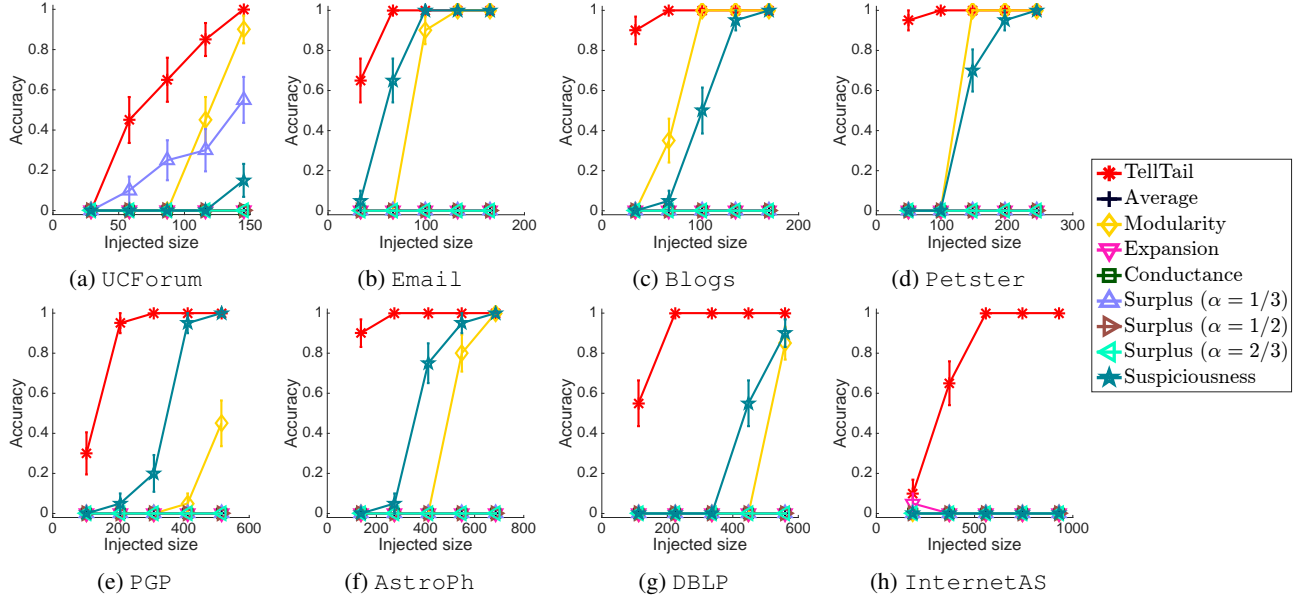 1
0.8
0.6
0.4
0.2
0
Accuracy
0 50 100 150
Injected size
(a) UCForum
1
0.8
0.6
0.4
0.2
0
Accuracy
0 100 200
Injected size
(b) Email
1
0.8
0.6
0.4
0.2
0
Accuracy
0 100 200
Injected size
(c) Blogs
1
0.8
0.6
0.4
0.2
0
Accuracy
0 100 200 300
Injected size
(d) Petster
TellTail
Average
Modularity
Expansion
Conductance
Surplus (α = 1/3)
Surplus (α = 1/2)
Surplus (α = 2/3)
Suspiciousness
1
0.8
0.6
0.4
0.2
0
Accuracy
0 200 400 600
Injected size
(e) PGP
1
0.8
0.6
0.4
0.2
0
Accuracy
0 200 400 600 800
Injected size
(f) AstroPh
1
0.8
0.6
0.4
0.2
0
Accuracy
0 200 400 600
Injected size
(g) DBLP
1
0.8
0.6
0.4
0.2
0
Accuracy
0 500 1000
Injected size
(h) InternetAS